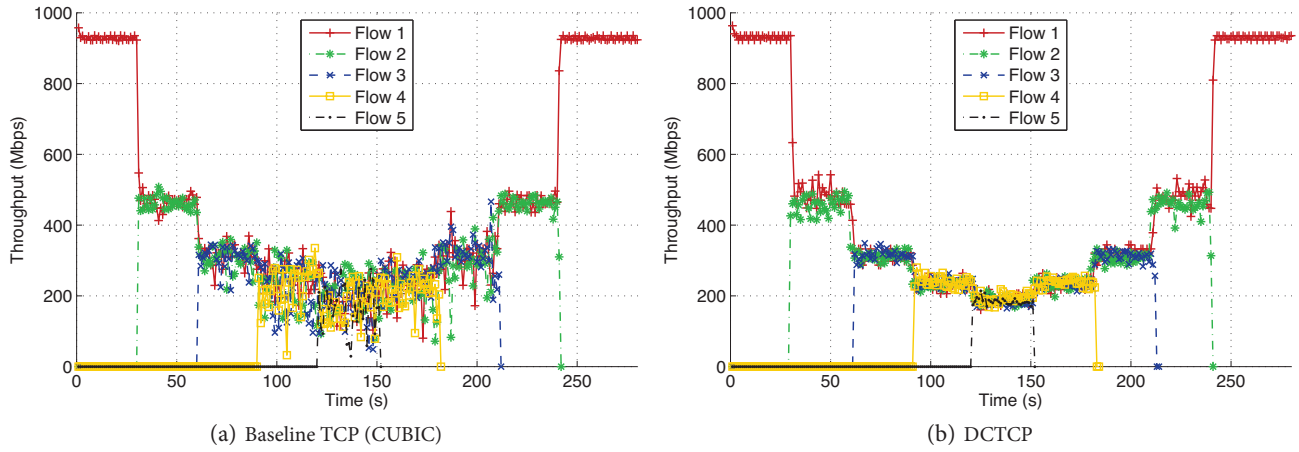 1000
800
600
400
200
0
Throughput (Mbps)
Flow 1
Flow 2
Flow 3
Flow 4
Flow 5
0 50 100 150 200 250
Time (s)
(a) Baseline TCP (CUBIC)
1000
800
600
400
200
0
Throughput (Mbps)
Flow 1
Flow 2
Flow 3
Flow 4
Flow 5
0 50 100 150 200 250
Time (s)
(b) DCTCP